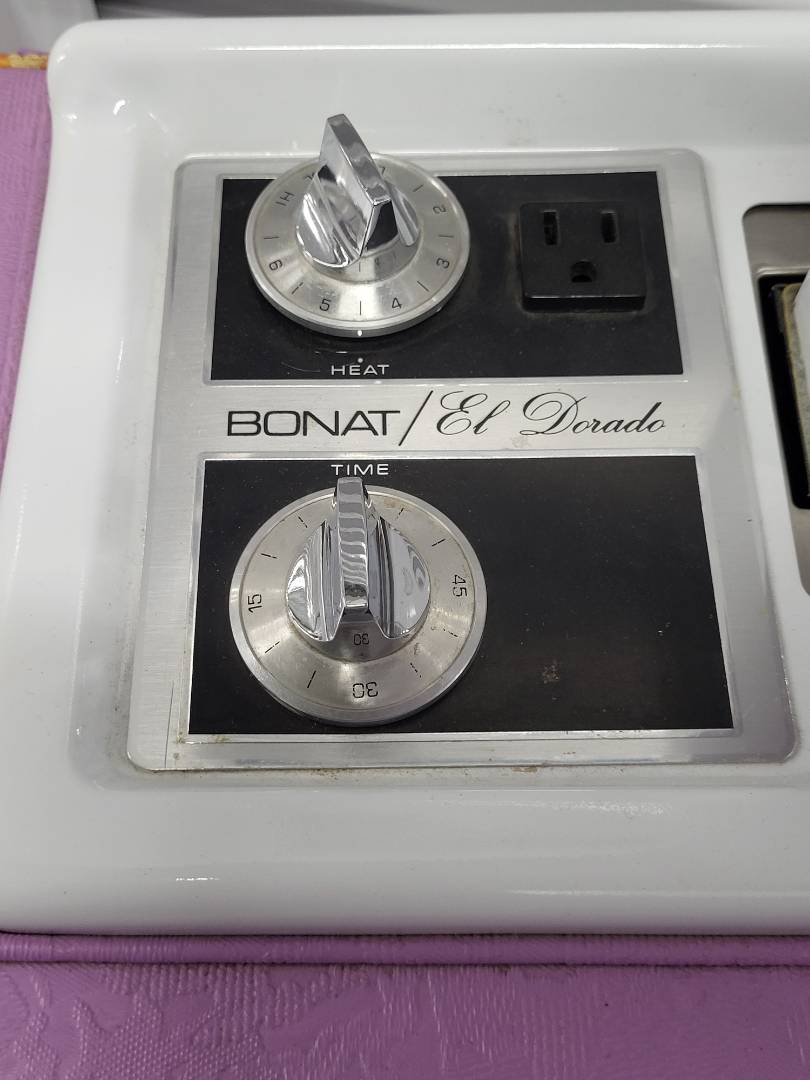 HI
2
6
3
5
4
HEAT
BONAT/El Dorado
TIME
15
45
30
30